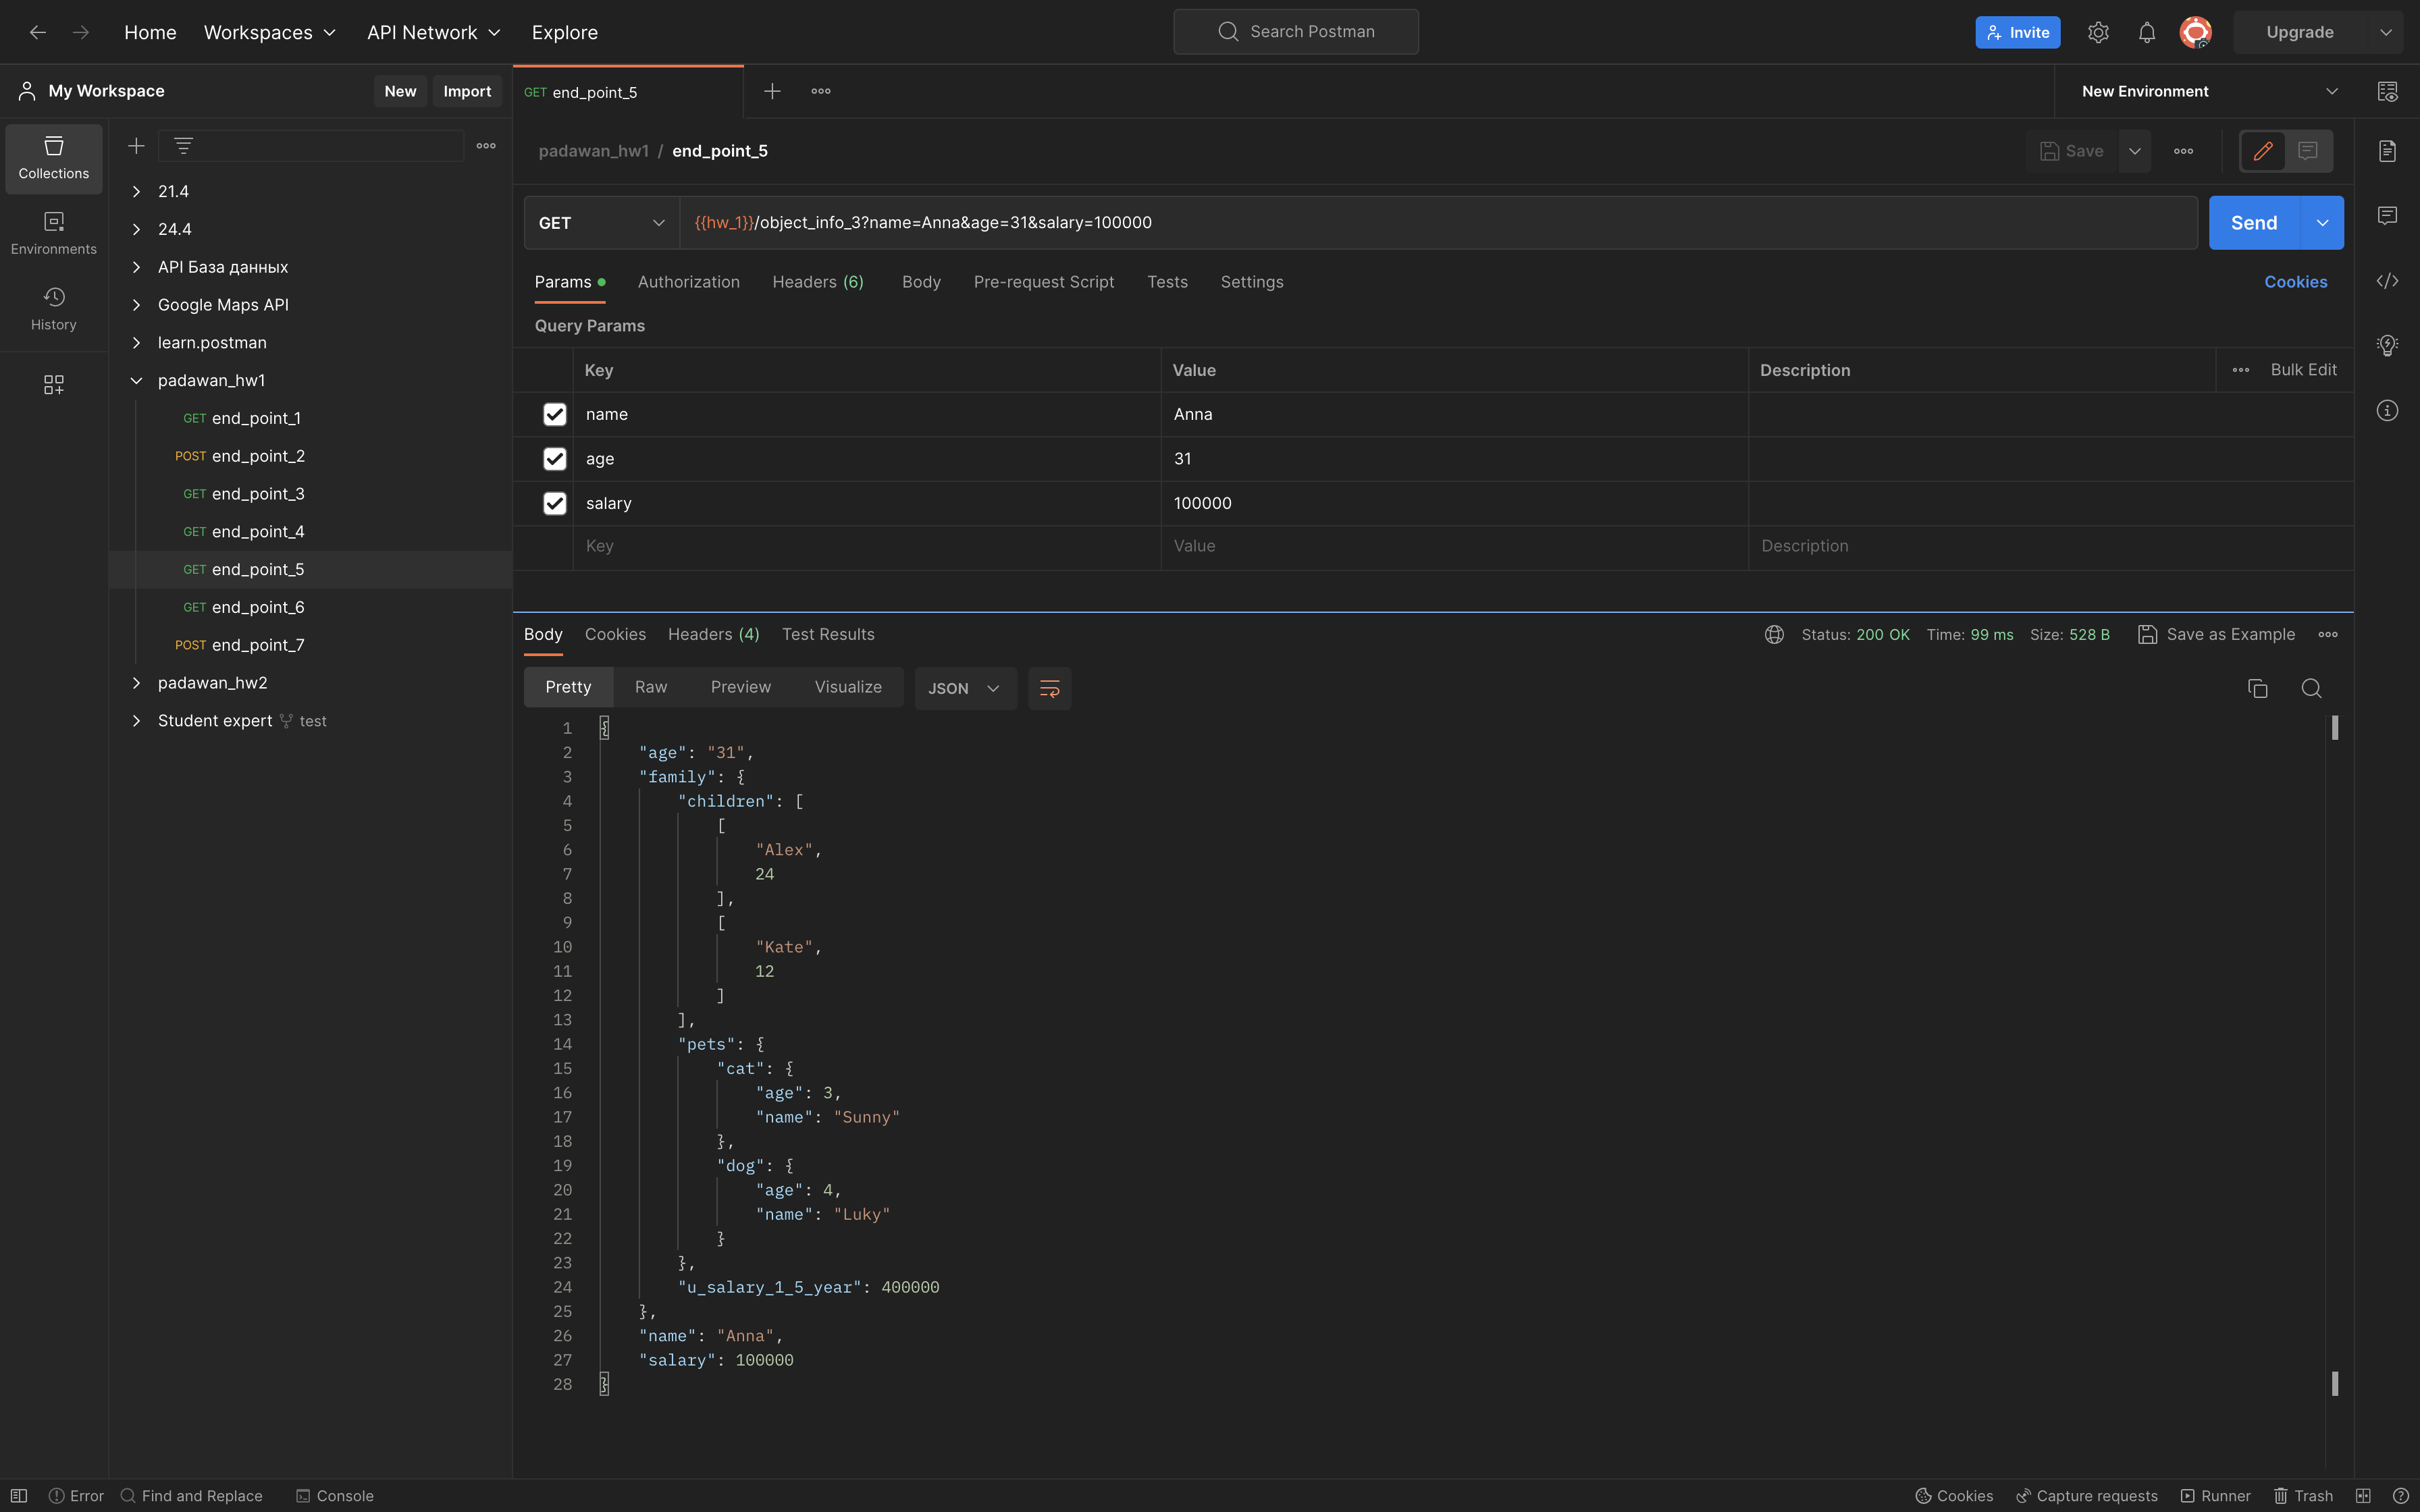 Home Workspaces API Network Explore Search Postman Invite Upgrade
My Workspace New Import GET end_point_5 New Environment
Collections
Environments
History
21.4
24.4
API База данных
Google Maps API
learn.postman
padawan_hw1
GET end_point_1
POST end_point_2
GET end_point_3
GET end_point_4
GET end_point_5
GET end_point_6
POST end_point_7
padawan_hw2
Student expert test
padawan_hw1 / end_point_5 Save
GET {{hw_1}}/object_info_3?name=Anna&age=31&salary=100000 Send
Params Authorization Headers (6) Body Pre-request Script Tests Settings Cookies
Query Params
Key Value Description Bulk Edit
name Anna
age 31
salary 100000
Key Value Description
Body Cookies Headers (4) Test Results Status: 200 OK Time: 99 ms Size: 528 B Save as Example
Pretty Raw Preview Visualize JSON
1 {
2 "age": "31",
3 "family": {
4 "children": [
5 [
6 "Alex",
7 24
8 ],
9 [
10 "Kate",
11 12
12 ]
13 ],
14 "pets": {
15 "cat": {
16 "age": 3,
17 "name": "Sunny"
18 },
19 "dog": {
20 "age": 4,
21 "name": "Luky"
22 }
23 },
24 "u_salary_1_5_year": 400000
25 },
26 "name": "Anna",
27 "salary": 100000
28 }
Error Find and Replace Console Cookies Capture requests Runner Trash